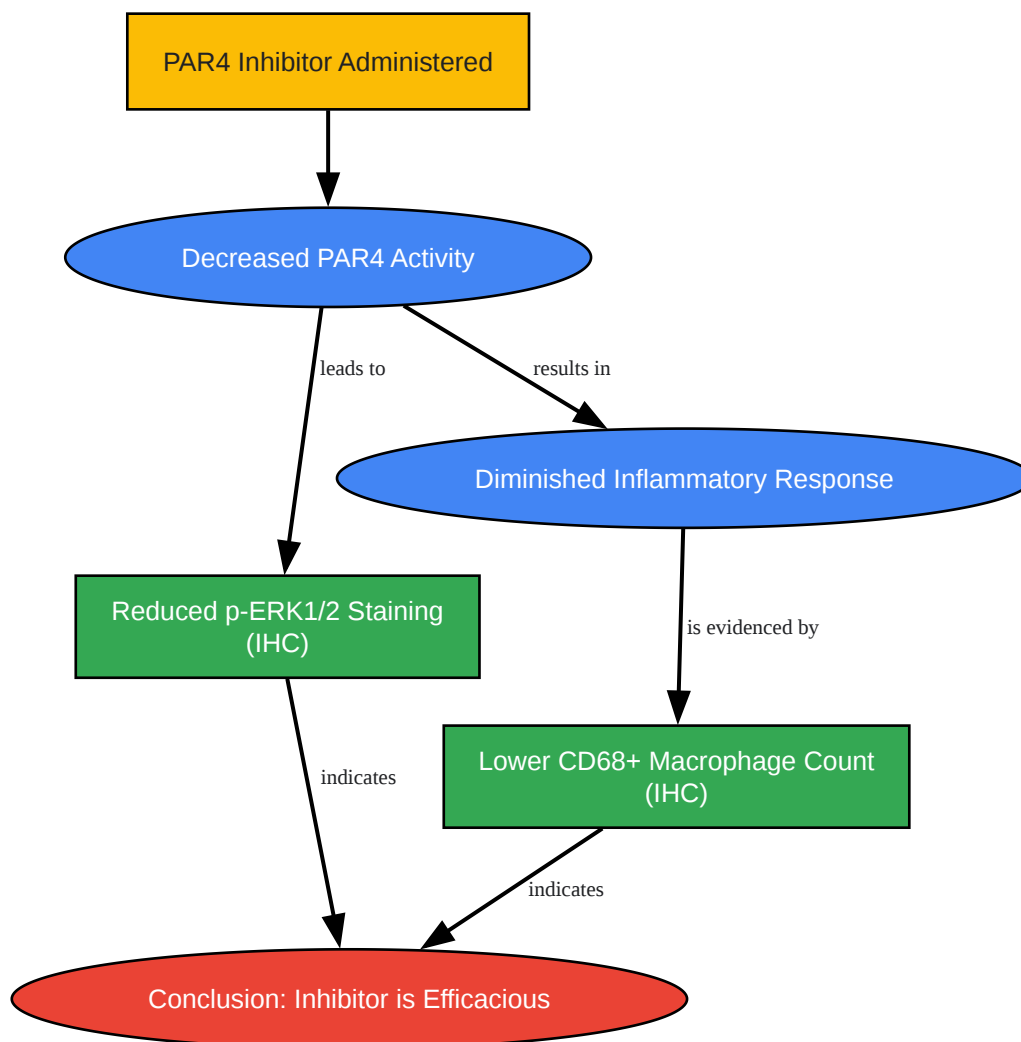 PAR4 Inhibitor Administered
Decreased PAR4 Activity
leads to
results in
Diminished Inflammatory Response
Reduced p-ERK1/2 Staining
(IHC)
is evidenced by
Lower CD68+ Macrophage Count
(IHC)
indicates
indicates
Conclusion: Inhibitor is Efficacious